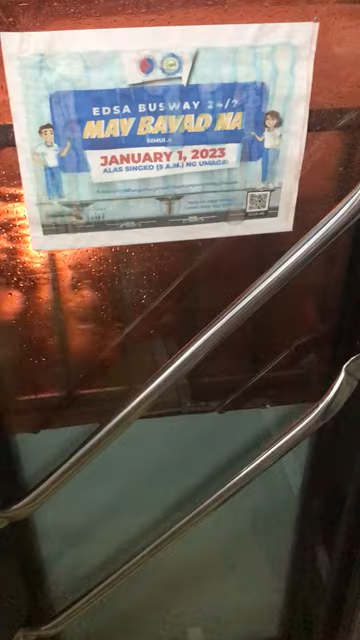 EDSA BUSWAY 24/7
MAY BAYAD NA
SIMULA
JANUARY 1, 2023
ALAS SINGKO (5 A.M.) NG UMAGA!